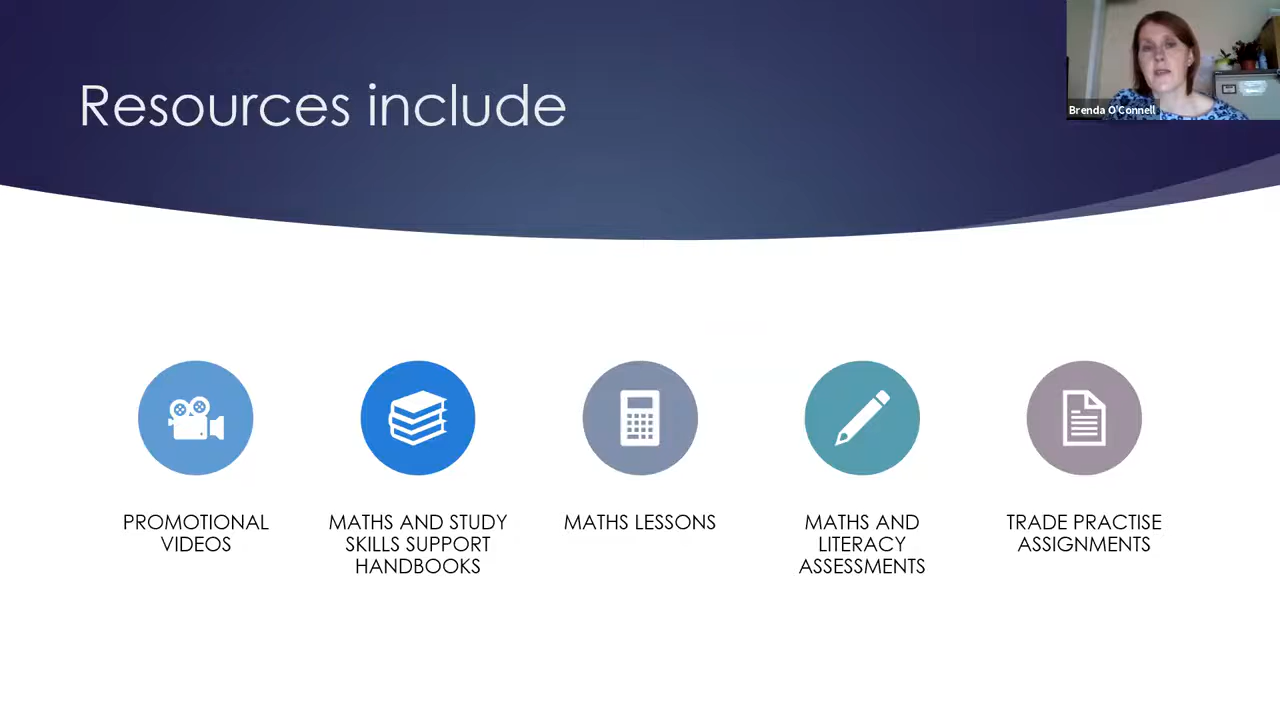 Resources include
Brenda O'Connell
PROMOTIONAL
VIDEOS
MATHS AND STUDY
SKILLS SUPPORT
HANDBOOKS
MATHS LESSONS
MATHS AND
LITERACY
ASSESSMENTS
TRADE PRACTISE
ASSIGNMENTS